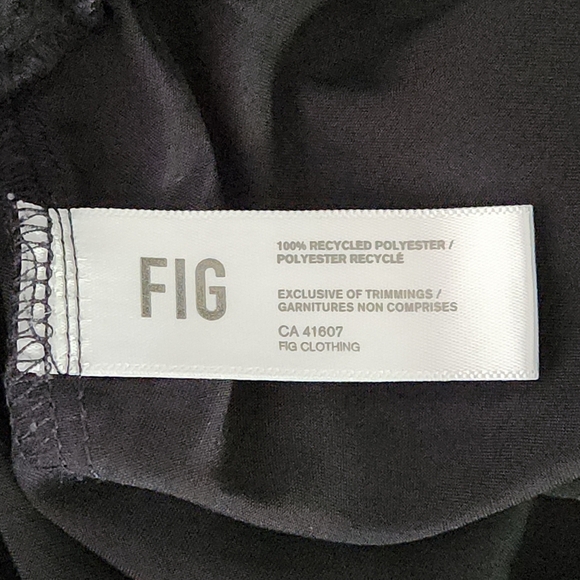 FIG
100% RECYCLED POLYESTER /
POLYESTER RECYCLÉ
EXCLUSIVE OF TRIMMINGS /
GARNITURES NON COMPRISES
CA 41607
FIG CLOTHING